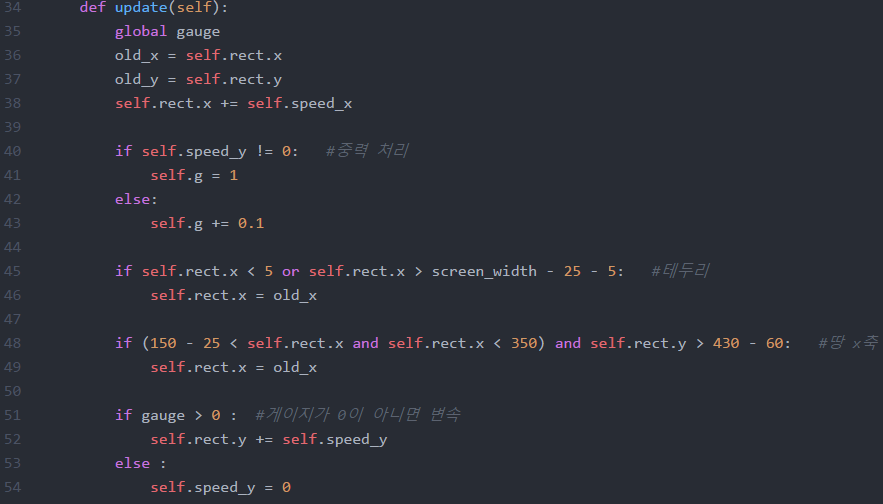 34 def update(self):
35 global gauge
36 old_x = self.rect.x
37 old_y = self.rect.y
38 self.rect.x += self.speed_x
39
40 if self.speed_y != 0: #중력 처리
41 self.g = 1
42 else:
43 self.g += 0.1
44
45 if self.rect.x < 5 or self.rect.x > screen_width - 25 - 5: #테두리
46 self.rect.x = old_x
47
48 if (150 - 25 < self.rect.x and self.rect.x < 350) and self.rect.y > 430 - 60: #땅 x축
49 self.rect.x = old_x
50
51 if gauge > 0 : #게이지가 0이 아니면 변속
52 self.rect.y += self.speed_y
53 else :
54 self.speed_y = 0